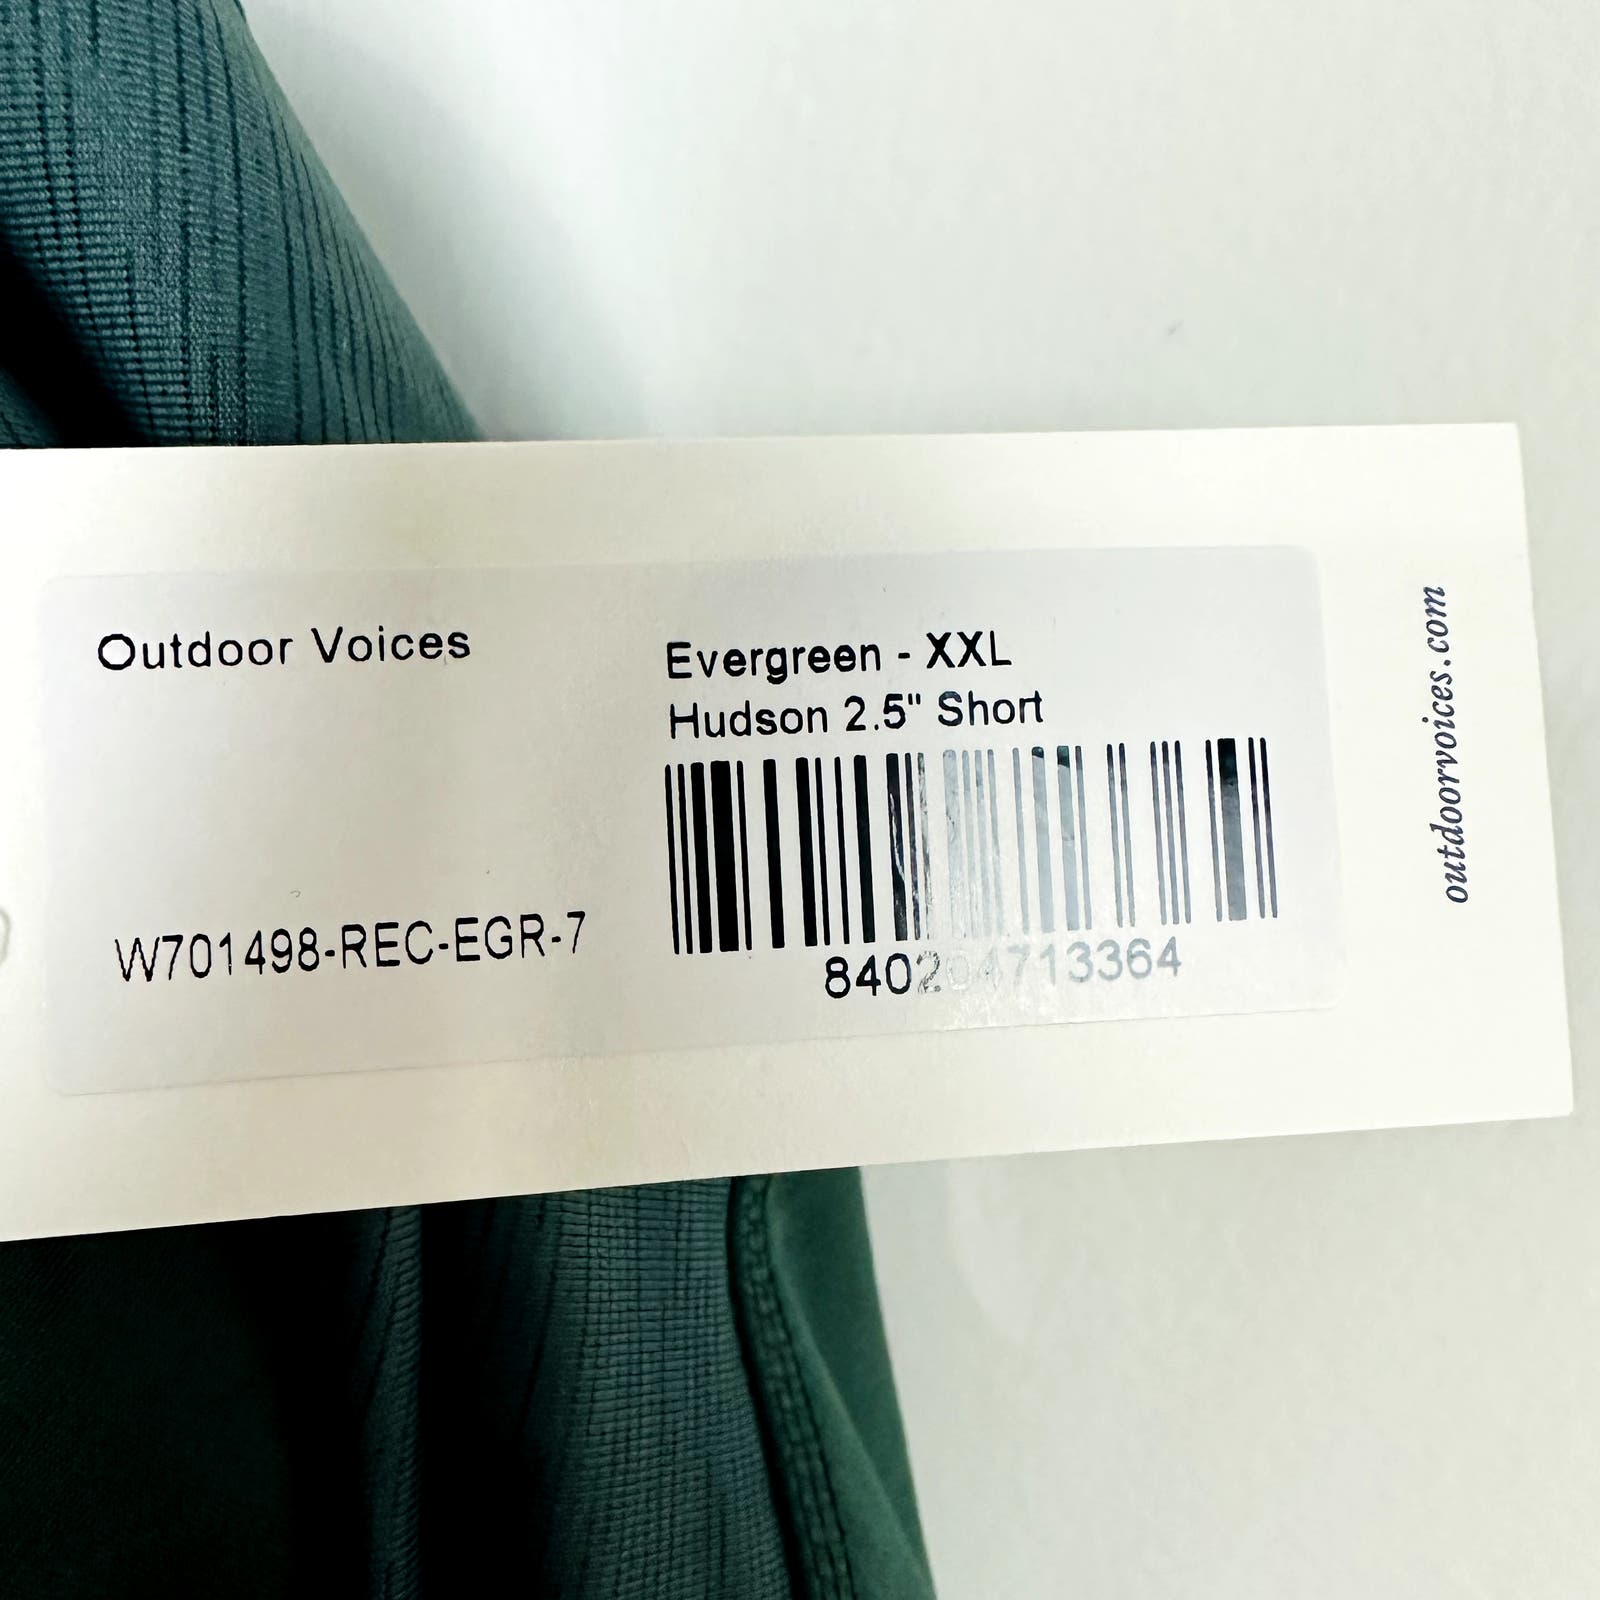 Outdoor Voices
Evergreen - XXL
Hudson 2.5" Short
W701498-REC-EGR-7
840204713364
outdoorvoices.com